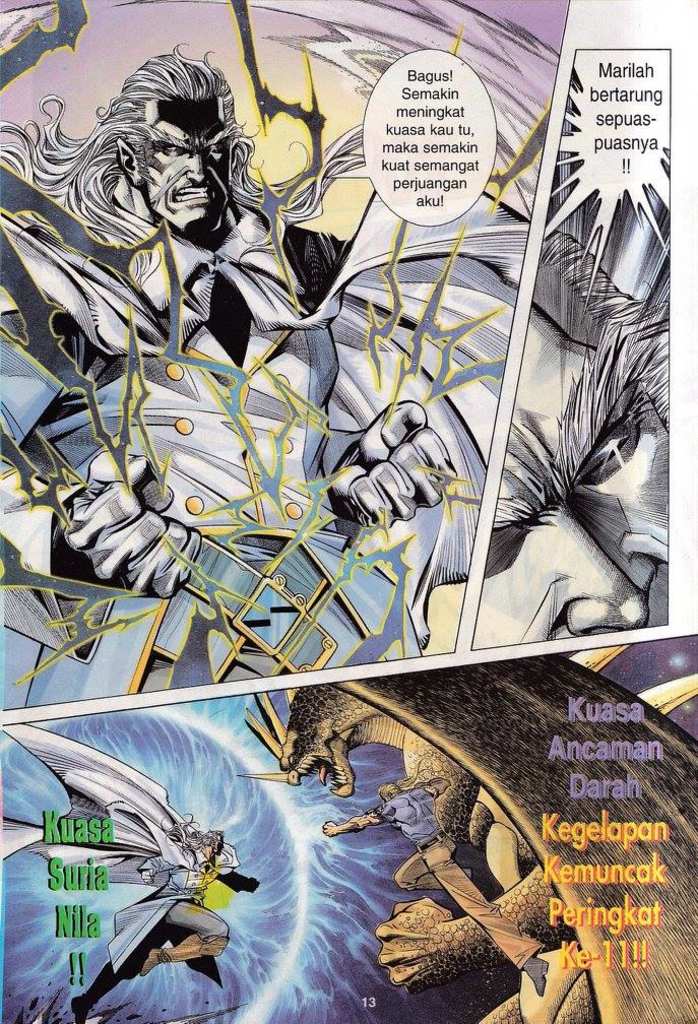 Bagus!
Semakin
meningkat
kuasa kau tu,
maka semakin
kuat semangat
perjuangan
aku!
Marilah
bertarung
sepuas-
puasnya
!!
Kuasa
Suria
Nila
!!
Kuasa
Ancaman
Darah
Kegelapan
Kemuncak
Peringkat
Ke-11!!
13